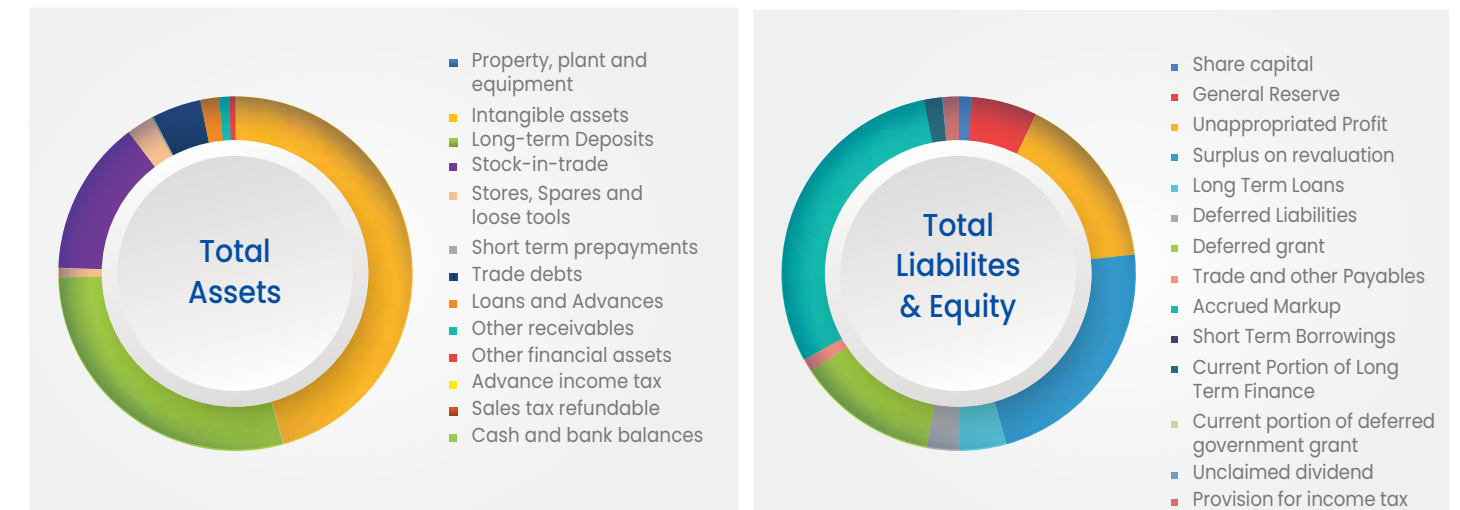 Total
Assets
Property, plant and
equipment
Intangible assets
Long-term Deposits
Stock-in-trade
Stores, Spares and
loose tools
Short term prepayments
Trade debts
Loans and Advances
Other receivables
Other financial assets
Advance income tax
Sales tax refundable
Cash and bank balances
Total
Liabilites
& Equity
Share capital
General Reserve
Unappropriated Profit
Surplus on revaluation
Long Term Loans
Deferred Liabilities
Deferred grant
Trade and other Payables
Accrued Markup
Short Term Borrowings
Current Portion of Long
Term Finance
Current portion of deferred
government grant
Unclaimed dividend
Provision for income tax